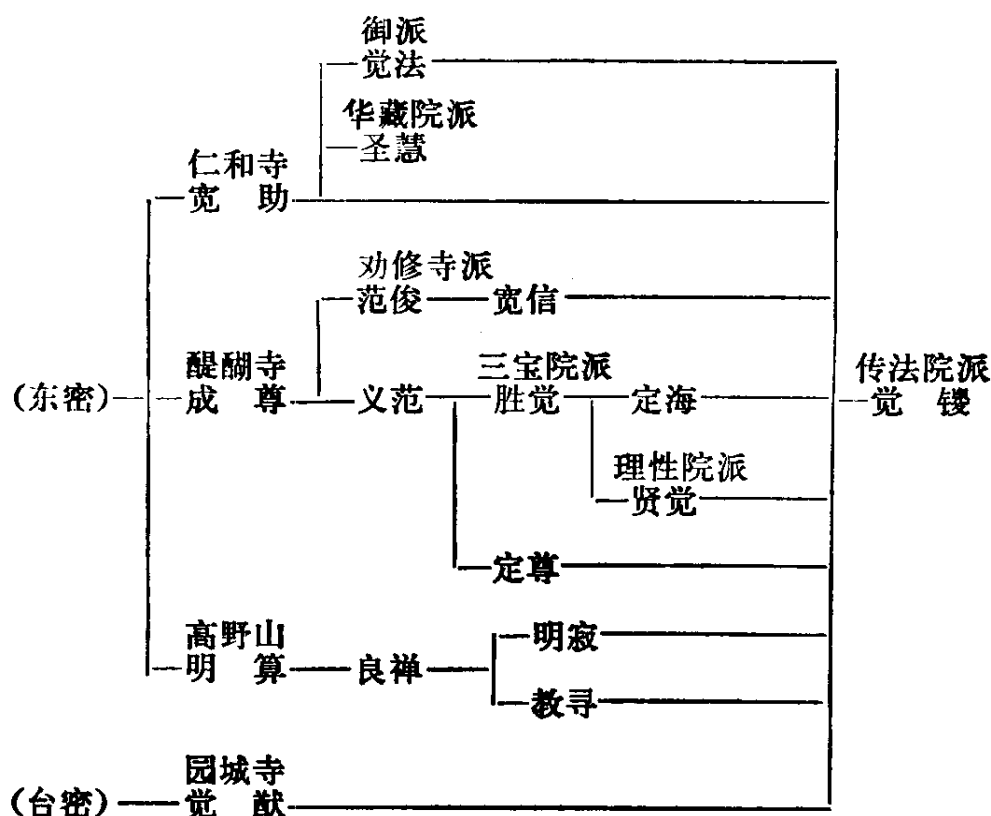 御派
觉法
华藏院派
圣慧
仁和寺
宽 助
劝修寺派
范俊 宽信
醍醐寺 三宝院派 传法院派
(东密) 成 尊 义范 胜觉 定海 觉 锾
理性院派
贤觉
定尊
高野山 明寂
明 算 良禅
教寻
园城寺
(台密) 觉 猷